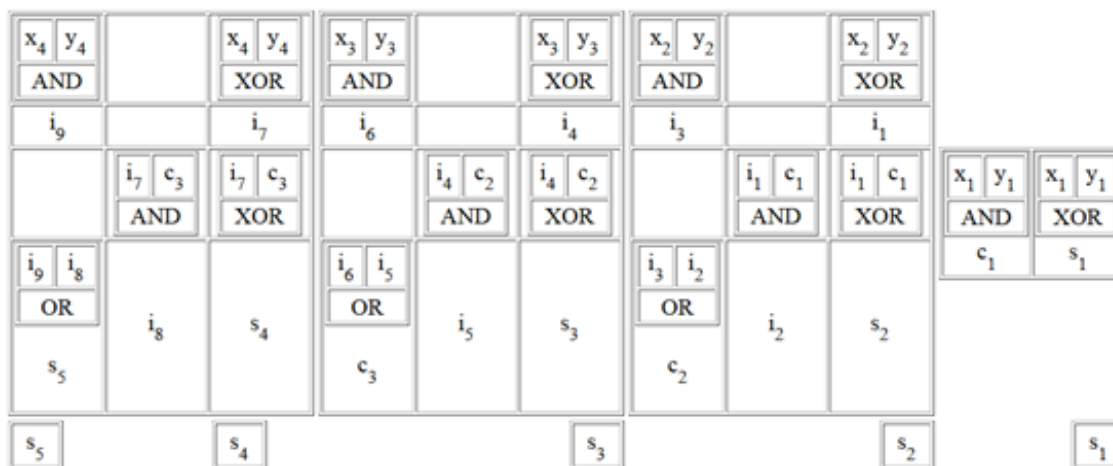 x₄ y₄ x₄ y₄ x₃ y₃ x₃ y₃ x₂ y₂ x₂ y₂
AND XOR AND XOR AND XOR
i₉ i₇ i₆ i₄ i₃ i₁
i₇ c₃ i₇ c₃ i₄ c₂ i₄ c₂ i₁ c₁ i₁ c₁ x₁ y₁ x₁ y₁
AND XOR AND XOR AND XOR AND XOR
i₉ i₈ i₆ i₅ i₃ i₂ c₁ s₁
OR OR OR
i₈ s₄ i₅ s₃ i₂ s₂
s₅ c₃ c₂
s₅ s₄ s₃ s₂ s₁